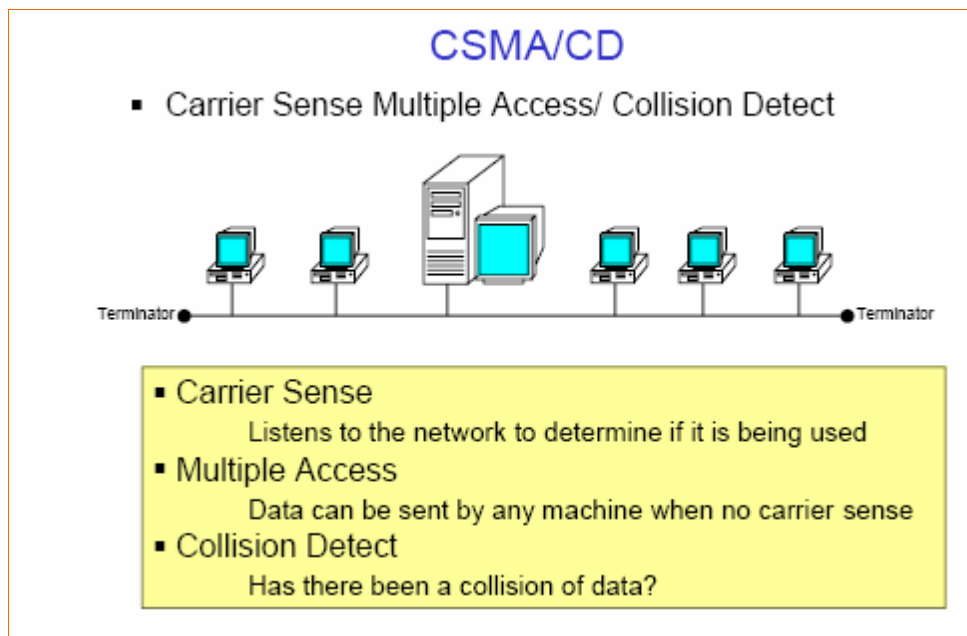 CSMA/CD
▪ Carrier Sense Multiple Access/ Collision Detect
Terminator
Terminator
▪ Carrier Sense
Listens to the network to determine if it is being used
▪ Multiple Access
Data can be sent by any machine when no carrier sense
▪ Collision Detect
Has there been a collision of data?